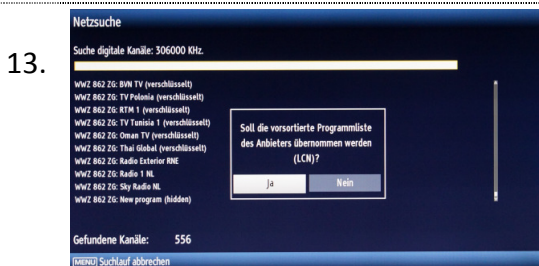 13.
Netzsuche
Suche digitale Kanäle: 306000 KHz.
WWZ 862 ZG: BVN TV (verschlüsselt)
WWZ 862 ZG: TV Polonia (verschlüsselt)
WWZ 862 ZG: RTM 1 (verschlüsselt)
WWZ 862 ZG: TV Tunisia 1 (verschlüsselt)
WWZ 862 ZG: Oman TV (verschlüsselt)
WWZ 862 ZG: Thai Global (verschlüsselt)
WWZ 862 ZG: Radio Exterior RNE
WWZ 862 ZG: Radio 1 NL
WWZ 862 ZG: Sky Radio NL
WWZ 862 ZG: New program (hidden)
Soll die vorsortierte Programmliste
des Anbieters übernommen werden
(LCN)?
Ja Nein
Gefundene Kanäle: 556
MENU Suchlauf abbrechen